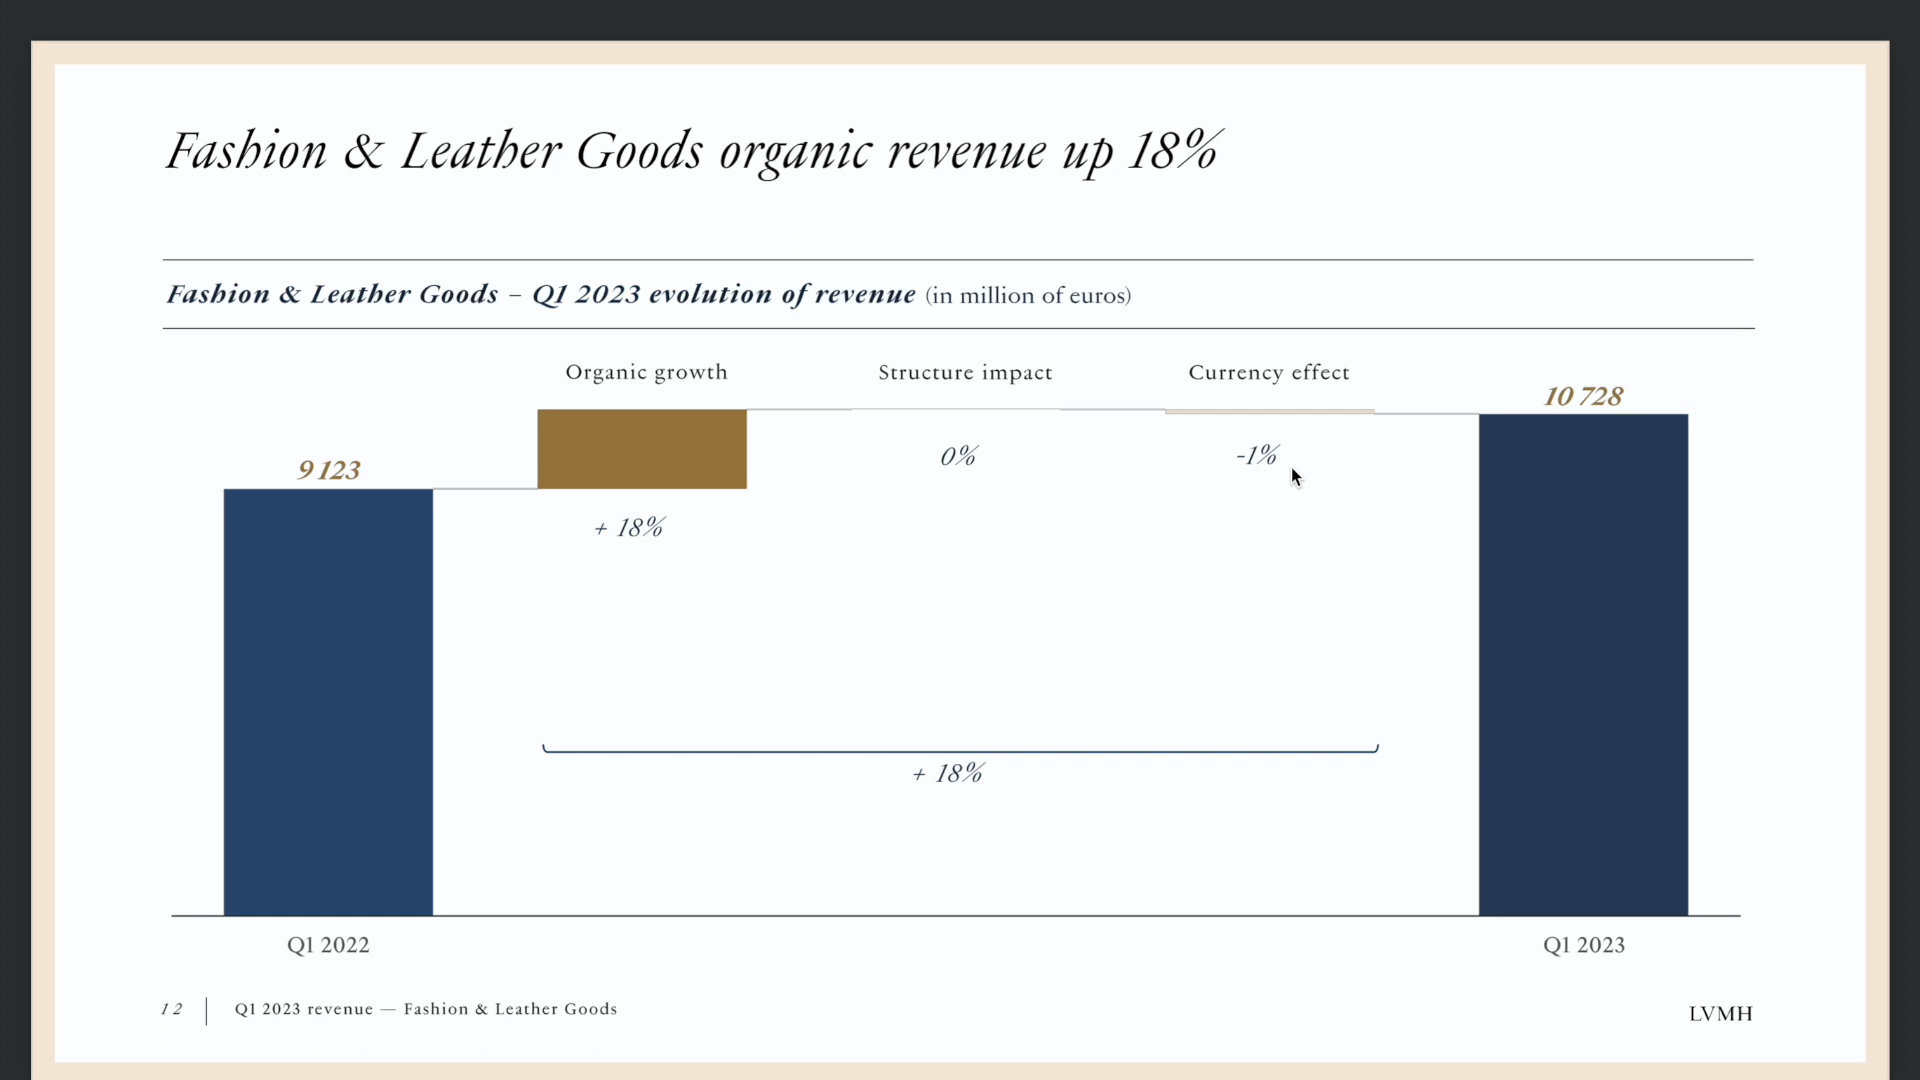 Fashion & Leather Goods organic revenue up 18%
Fashion & Leather Goods – Q1 2023 evolution of revenue (in million of euros)
Organic growth
Structure impact
Currency effect
10 728
9 123
0%
-1%
+ 18%
+ 18%
Q1 2022
Q1 2023
12
Q1 2023 revenue — Fashion & Leather Goods
LVMH